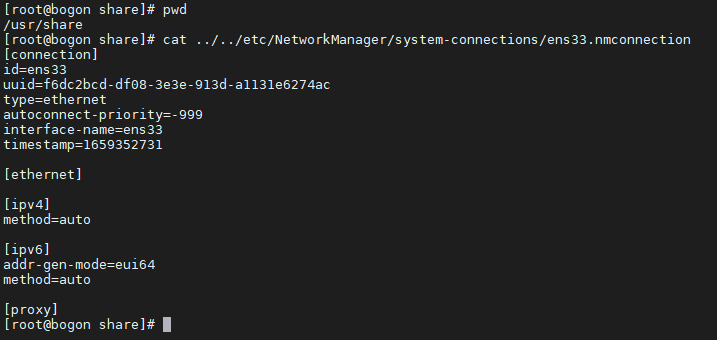 [root@bogon share]# pwd
/usr/share
[root@bogon share]# cat ../../etc/NetworkManager/system-connections/ens33.nmconnection
[connection]
id=ens33
uuid=f6dc2bcd-df08-3e3e-913d-a1131e6274ac
type=ethernet
autoconnect-priority=-999
interface-name=ens33
timestamp=1659352731
[ethernet]
[ipv4]
method=auto
[ipv6]
addr-gen-mode=eui64
method=auto
[proxy]
[root@bogon share]#